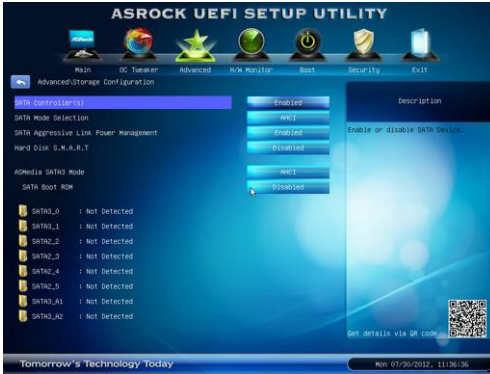 ASROCK UEFI SETUP UTILITY
Main OC Tweaker Advanced H/W Monitor Boot Security Exit
Advanced\Storage Configuration
SATA Controller(s) Enabled
SATA Mode Selection AHCI
SATA Aggressive Link Power Management Enabled
Hard Disk S.M.A.R.T Disabled
ASMedia SATA3 Mode AHCI
SATA Boot ROM Disabled
SATA3_0 : Not Detected
SATA3_1 : Not Detected
SATA2_2 : Not Detected
SATA2_3 : Not Detected
SATA2_4 : Not Detected
SATA2_5 : Not Detected
SATA3_A1 : Not Detected
SATA3_A2 : Not Detected
Description
Enable or disable SATA Device.
Get details via QR code
Tomorrow's Technology Today
Mon 07/30/2012, 11:36:36